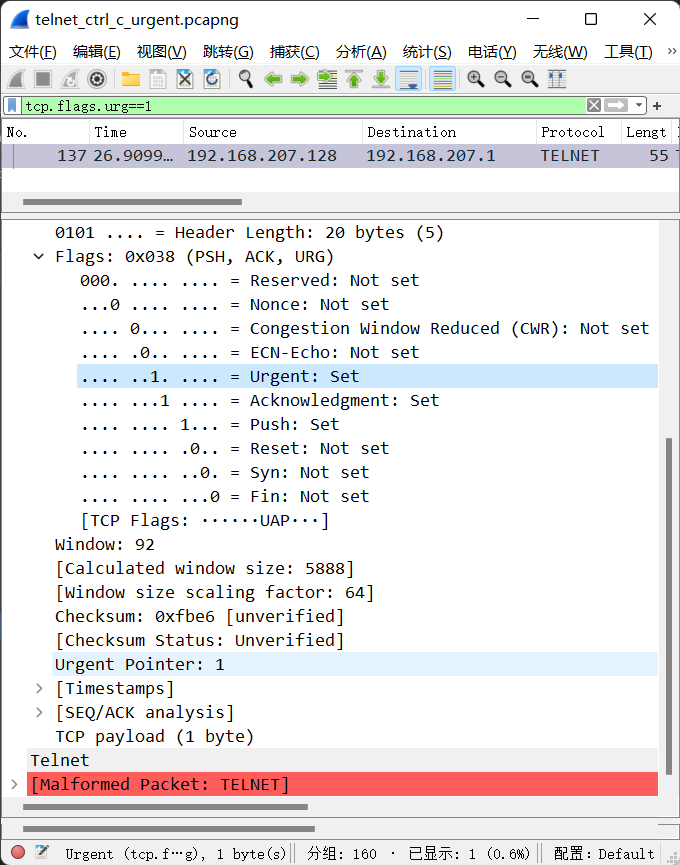 telnet_ctrl_c_urgent.pcapng
文件(F) 编辑(E) 视图(V) 跳转(G) 捕获(C) 分析(A) 统计(S) 电话(Y) 无线(W) 工具(T) »
tcp.flags.urg==1
No. Time Source Destination Protocol Lengt
137 26.9099… 192.168.207.128 192.168.207.1 TELNET 55
0101 .... = Header Length: 20 bytes (5)
Flags: 0x038 (PSH, ACK, URG)
000. .... .... = Reserved: Not set
...0 .... .... = Nonce: Not set
.... 0... .... = Congestion Window Reduced (CWR): Not set
.... .0.. .... = ECN-Echo: Not set
.... ..1. .... = Urgent: Set
.... ...1 .... = Acknowledgment: Set
.... .... 1... = Push: Set
.... .... .0.. = Reset: Not set
.... .... ..0. = Syn: Not set
.... .... ...0 = Fin: Not set
[TCP Flags: ······UAP···]
Window: 92
[Calculated window size: 5888]
[Window size scaling factor: 64]
Checksum: 0xfbe6 [unverified]
[Checksum Status: Unverified]
Urgent Pointer: 1
[Timestamps]
[SEQ/ACK analysis]
TCP payload (1 byte)
Telnet
[Malformed Packet: TELNET]
Urgent (tcp.f…g), 1 byte(s) 分组: 160 · 已显示: 1 (0.6%) 配置: Default